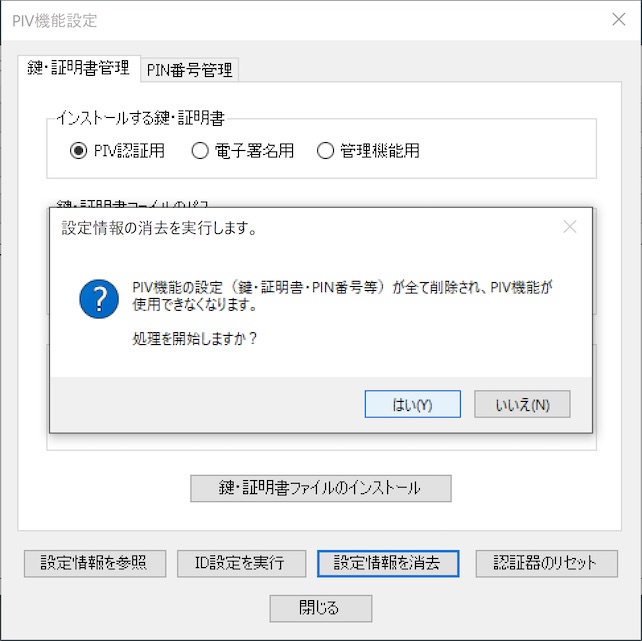 PIV機能設定
鍵・証明書管理
PIN番号管理
インストールする鍵・証明書
PIV認証用
電子署名用
管理機能用
鍵・証明書ファイルのパス
設定情報の消去を実行します。
PIV機能の設定（鍵・証明書・PIN番号等）が全て削除され、PIV機能が
使用できなくなります。
処理を開始しますか？
はい(Y)
いいえ(N)
鍵・証明書ファイルのインストール
設定情報を参照
ID設定を実行
設定情報を消去
認証器のリセット
閉じる